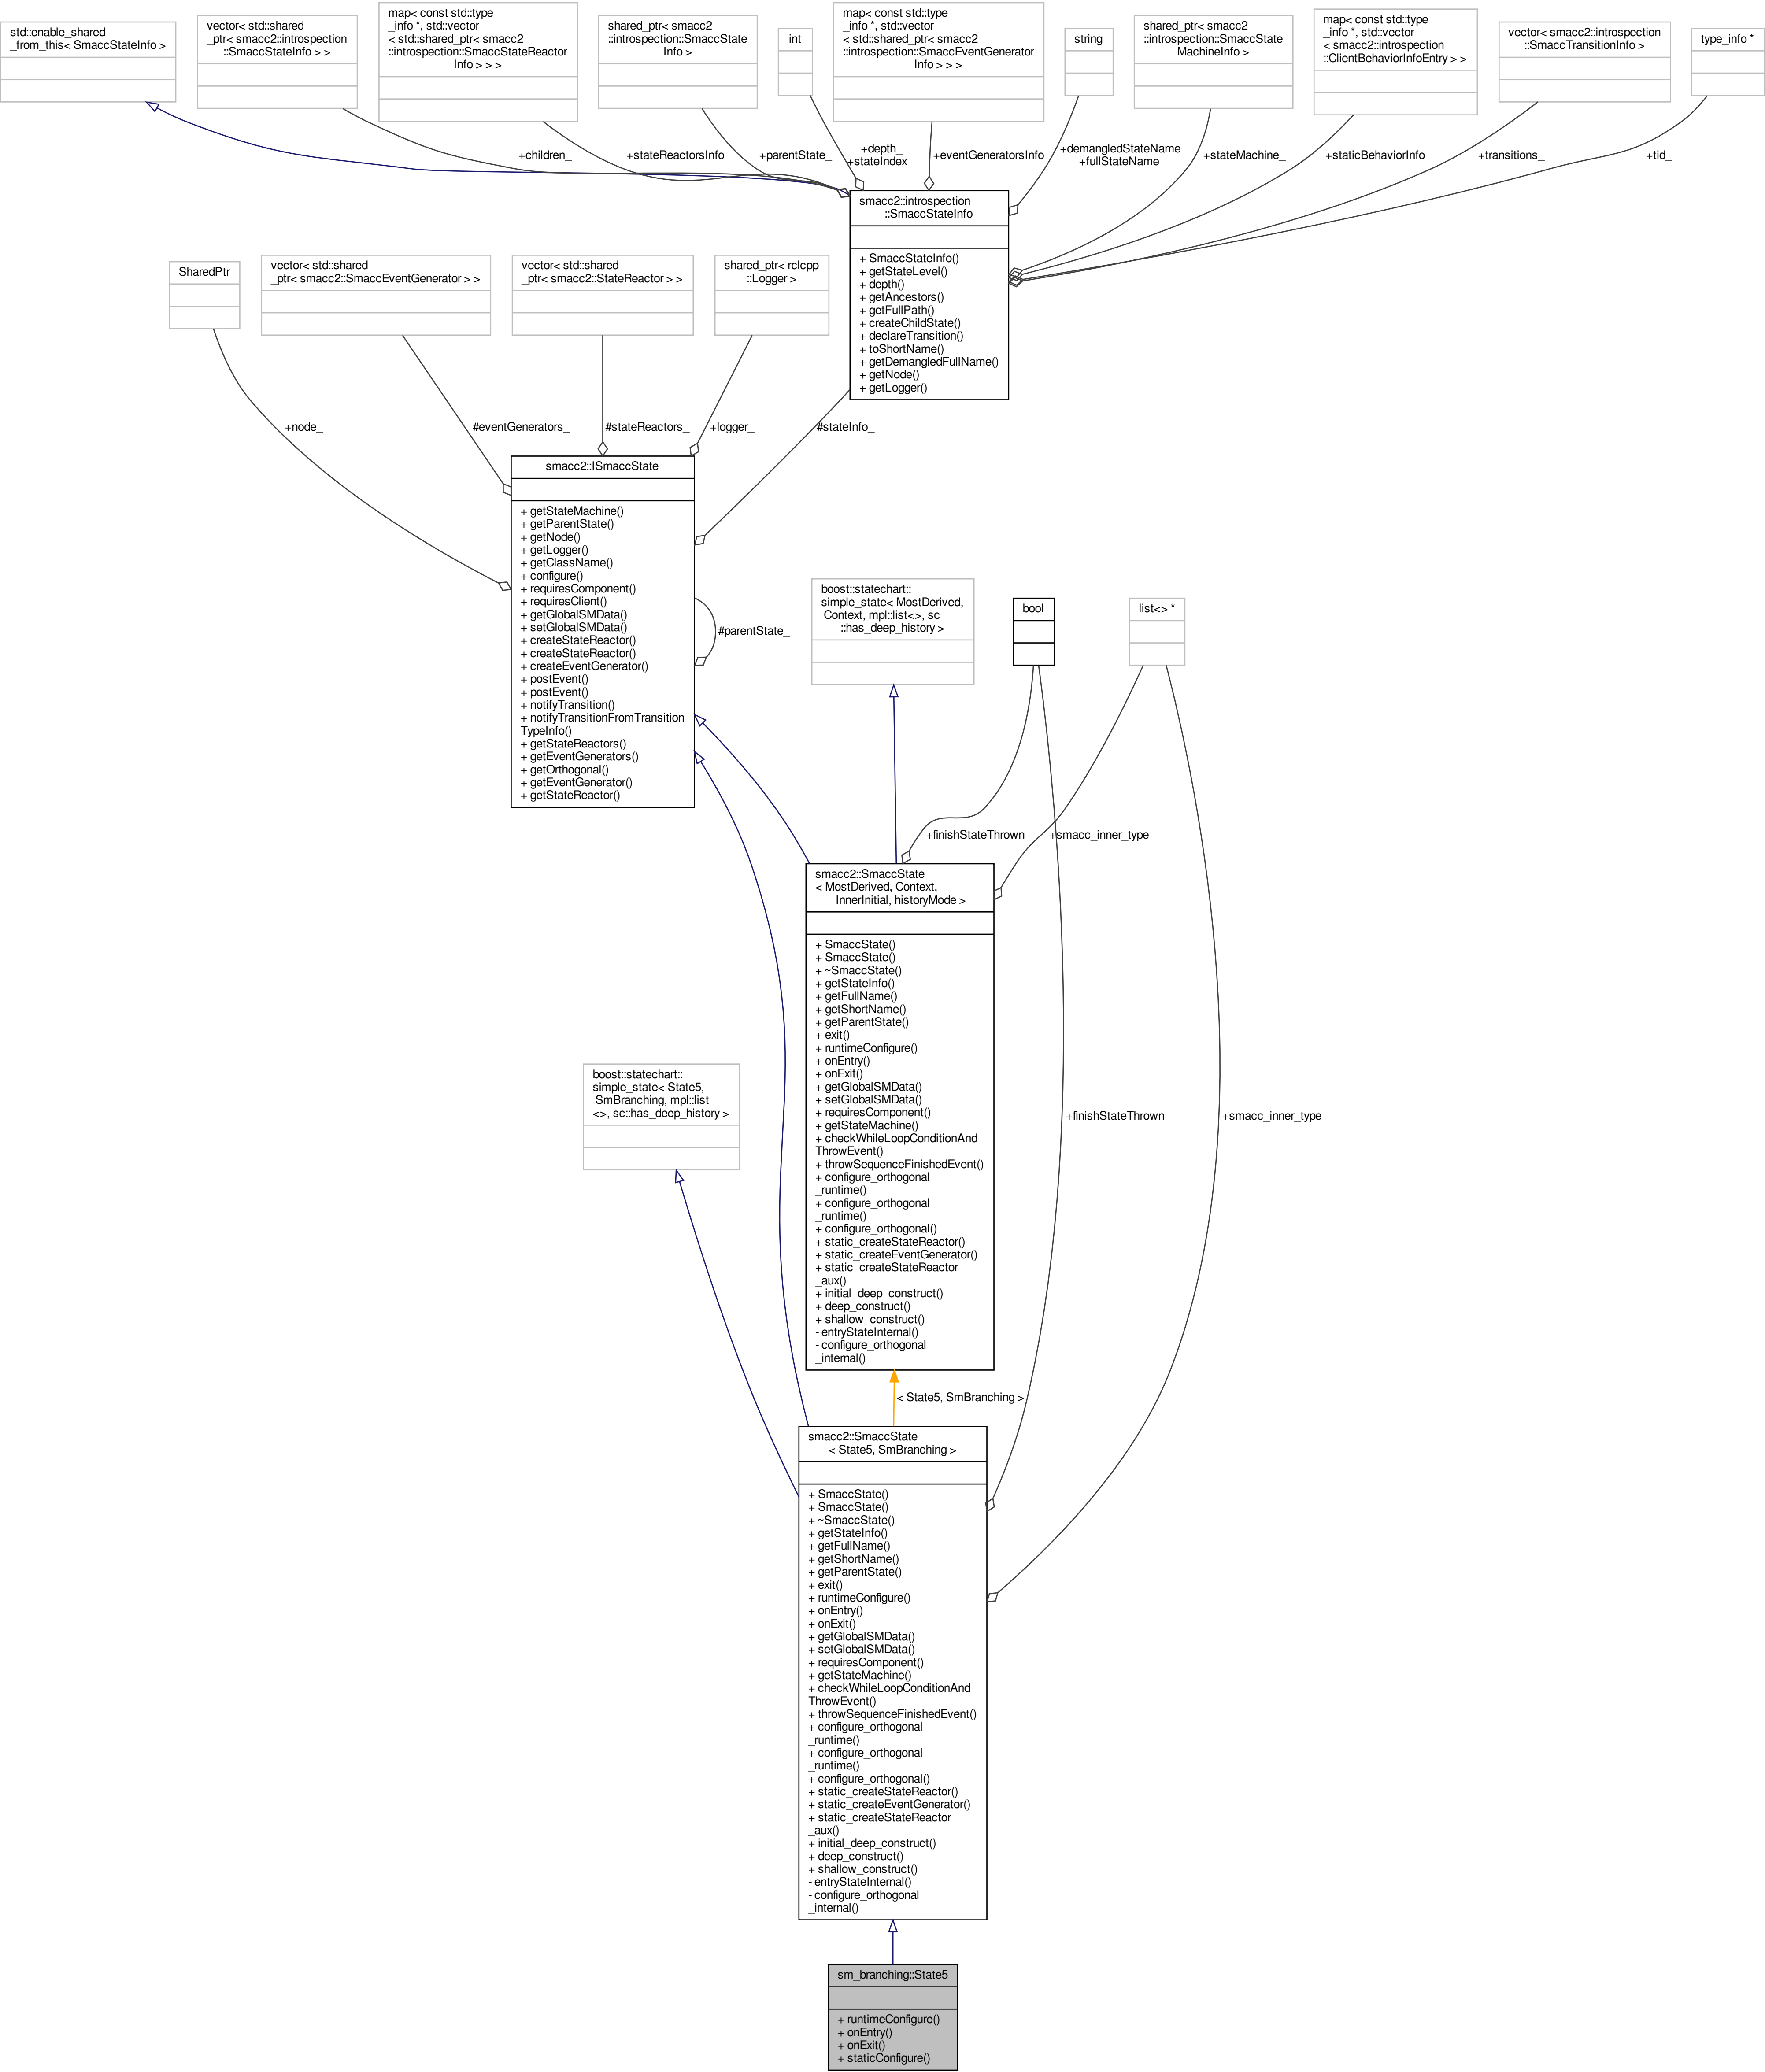 std::enable_shared
_from_this< SmaccStateInfo >
vector< std::shared
_ptr< smacc2::introspection
::SmaccStateInfo > >
map< const std::type
_info *, std::vector
< std::shared_ptr< smacc2
::introspection::SmaccStateReactor
Info > > >
shared_ptr< smacc2
::introspection::SmaccState
Info >
int
map< const std::type
_info *, std::vector
< std::shared_ptr< smacc2
::introspection::SmaccEventGenerator
Info > > >
string
shared_ptr< smacc2
::introspection::SmaccState
MachineInfo >
map< const std::type
_info *, std::vector
< smacc2::introspection
::ClientBehaviorInfoEntry > >
vector< smacc2::introspection
::SmaccTransitionInfo >
type_info *
+children_
+stateReactorsInfo
+parentState_
+depth_
+stateIndex_
+eventGeneratorsInfo
+demangledStateName
+fullStateName
+stateMachine_
+staticBehaviorInfo
+transitions_
+tid_
smacc2::introspection
::SmaccStateInfo
+ SmaccStateInfo()
+ getStateLevel()
+ depth()
+ getAncestors()
+ getFullPath()
+ createChildState()
+ declareTransition()
+ toShortName()
+ getDemangledFullName()
+ getNode()
+ getLogger()
SharedPtr
vector< std::shared
_ptr< smacc2::SmaccEventGenerator > >
vector< std::shared
_ptr< smacc2::StateReactor > >
shared_ptr< rclcpp
::Logger >
+node_
#eventGenerators_
#stateReactors_
+logger_
#stateInfo_
smacc2::ISmaccState
+ getStateMachine()
+ getParentState()
+ getNode()
+ getLogger()
+ getClassName()
+ configure()
+ requiresComponent()
+ requiresClient()
+ getGlobalSMData()
+ setGlobalSMData()
+ createStateReactor()
+ createStateReactor()
+ createEventGenerator()
+ postEvent()
+ postEvent()
+ notifyTransition()
+ notifyTransitionFromTransition
TypeInfo()
+ getStateReactors()
+ getEventGenerators()
+ getOrthogonal()
+ getEventGenerator()
+ getStateReactor()
#parentState_
boost::statechart::
simple_state< MostDerived,
Context, mpl::list<>, sc
::has_deep_history >
bool
list<> *
+finishStateThrown
+smacc_inner_type
smacc2::SmaccState
< MostDerived, Context,
InnerInitial, historyMode >
+ SmaccState()
+ SmaccState()
+ ~SmaccState()
+ getStateInfo()
+ getFullName()
+ getShortName()
+ getParentState()
+ exit()
+ runtimeConfigure()
+ onEntry()
+ onExit()
+ getGlobalSMData()
+ setGlobalSMData()
+ requiresComponent()
+ getStateMachine()
+ checkWhileLoopConditionAnd
ThrowEvent()
+ throwSequenceFinishedEvent()
+ configure_orthogonal
_runtime()
+ configure_orthogonal
_runtime()
+ configure_orthogonal()
+ static_createStateReactor()
+ static_createEventGenerator()
+ static_createStateReactor
_aux()
+ initial_deep_construct()
+ deep_construct()
+ shallow_construct()
- entryStateInternal()
- configure_orthogonal
_internal()
boost::statechart::
simple_state< State5,
SmBranching, mpl::list
<>, sc::has_deep_history >
+finishStateThrown
+smacc_inner_type
< State5, SmBranching >
smacc2::SmaccState
< State5, SmBranching >
+ SmaccState()
+ SmaccState()
+ ~SmaccState()
+ getStateInfo()
+ getFullName()
+ getShortName()
+ getParentState()
+ exit()
+ runtimeConfigure()
+ onEntry()
+ onExit()
+ getGlobalSMData()
+ setGlobalSMData()
+ requiresComponent()
+ getStateMachine()
+ checkWhileLoopConditionAnd
ThrowEvent()
+ throwSequenceFinishedEvent()
+ configure_orthogonal
_runtime()
+ configure_orthogonal
_runtime()
+ configure_orthogonal()
+ static_createStateReactor()
+ static_createEventGenerator()
+ static_createStateReactor
_aux()
+ initial_deep_construct()
+ deep_construct()
+ shallow_construct()
- entryStateInternal()
- configure_orthogonal
_internal()
sm_branching::State5
+ runtimeConfigure()
+ onEntry()
+ onExit()
+ staticConfigure()